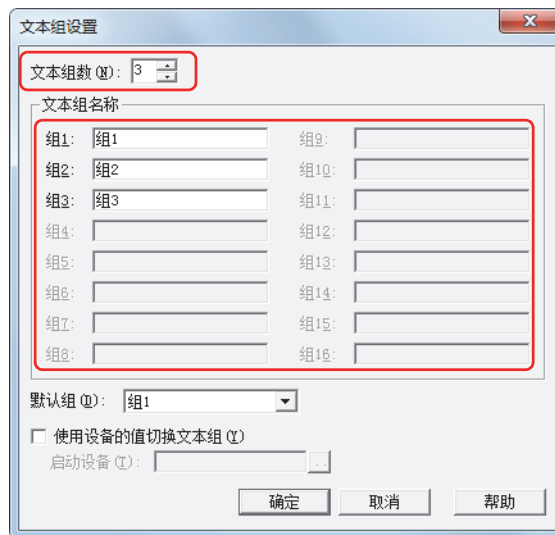 文本组设置
文本组数(N): 3
文本组名称
组1: 组1
组2: 组2
组3: 组3
组4:
组5:
组6:
组7:
组8:
组9:
组10:
组11:
组12:
组13:
组14:
组15:
组16:
默认组(D): 组1
使用设备的值切换文本组(Y)
启动设备(T): ..
确定 取消 帮助